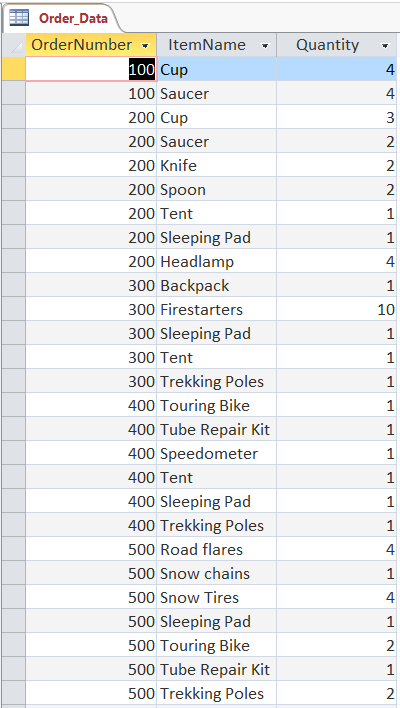 Order_Data
OrderNumber ItemName Quantity
100 Cup 4
100 Saucer 4
200 Cup 3
200 Saucer 2
200 Knife 2
200 Spoon 2
200 Tent 1
200 Sleeping Pad 1
200 Headlamp 4
300 Backpack 1
300 Firestarters 10
300 Sleeping Pad 1
300 Tent 1
300 Trekking Poles 1
400 Touring Bike 1
400 Tube Repair Kit 1
400 Speedometer 1
400 Tent 1
400 Sleeping Pad 1
400 Trekking Poles 1
500 Road flares 4
500 Snow chains 1
500 Snow Tires 4
500 Sleeping Pad 1
500 Touring Bike 2
500 Tube Repair Kit 1
500 Trekking Poles 2